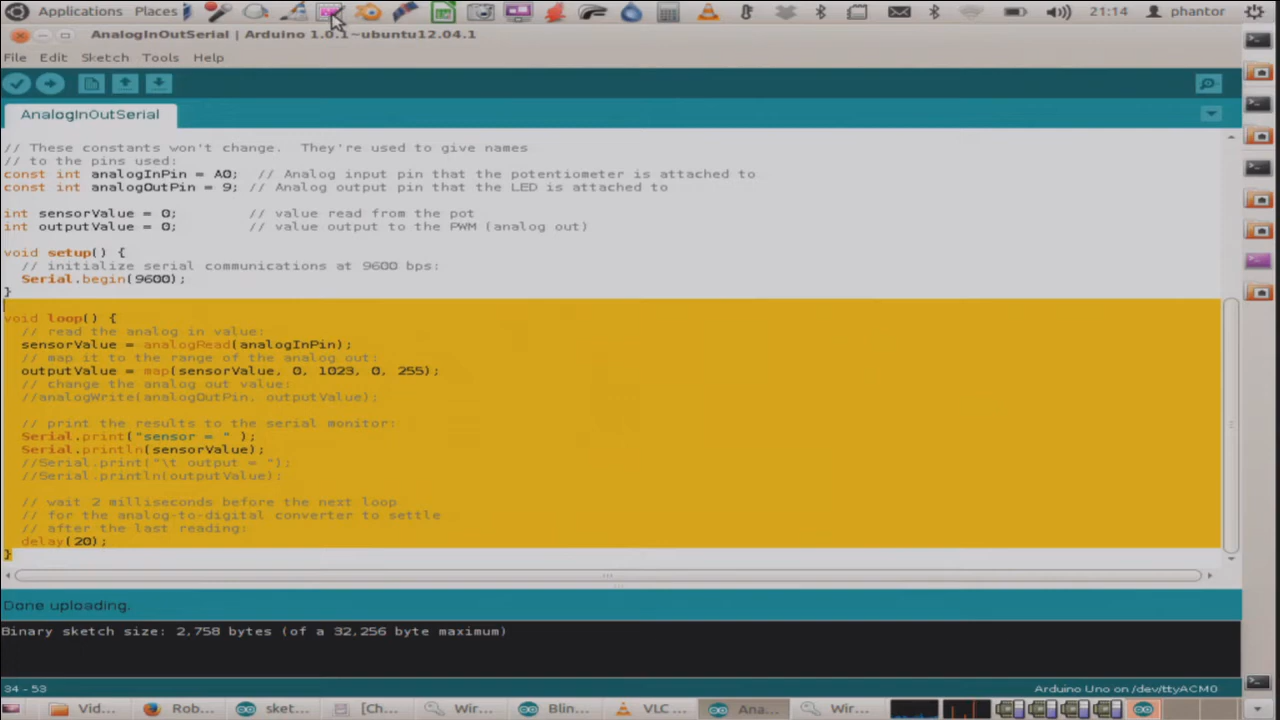 Applications Places 21:14 phantor
AnalogInOutSerial | Arduino 1.0.1~ubuntu12.04.1
File Edit Sketch Tools Help
AnalogInOutSerial
// These constants won't change.  They're used to give names
// to the pins used:
const int analogInPin = A0;  // Analog input pin that the potentiometer is attached to
const int analogOutPin = 9; // Analog output pin that the LED is attached to
int sensorValue = 0;        // value read from the pot
int outputValue = 0;        // value output to the PWM (analog out)
void setup() {
// initialize serial communications at 9600 bps:
Serial.begin(9600);
}
void loop() {
// read the analog in value:
sensorValue = analogRead(analogInPin);
// map it to the range of the analog out:
outputValue = map(sensorValue, 0, 1023, 0, 255);
// change the analog out value:
//analogWrite(analogOutPin, outputValue);
// print the results to the serial monitor:
Serial.print("sensor = " );
Serial.println(sensorValue);
//Serial.print("\t output = ");
//Serial.println(outputValue);
// wait 2 milliseconds before the next loop
// for the analog-to-digital converter to settle
// after the last reading:
delay(20);
}
Done uploading.
Binary sketch size: 2,758 bytes (of a 32,256 byte maximum)
34 - 53 Arduino Uno on /dev/ttyACM0
Vid... Rob... sket... [Ch... Wir... Blin... VLC ... Ana... Wir...